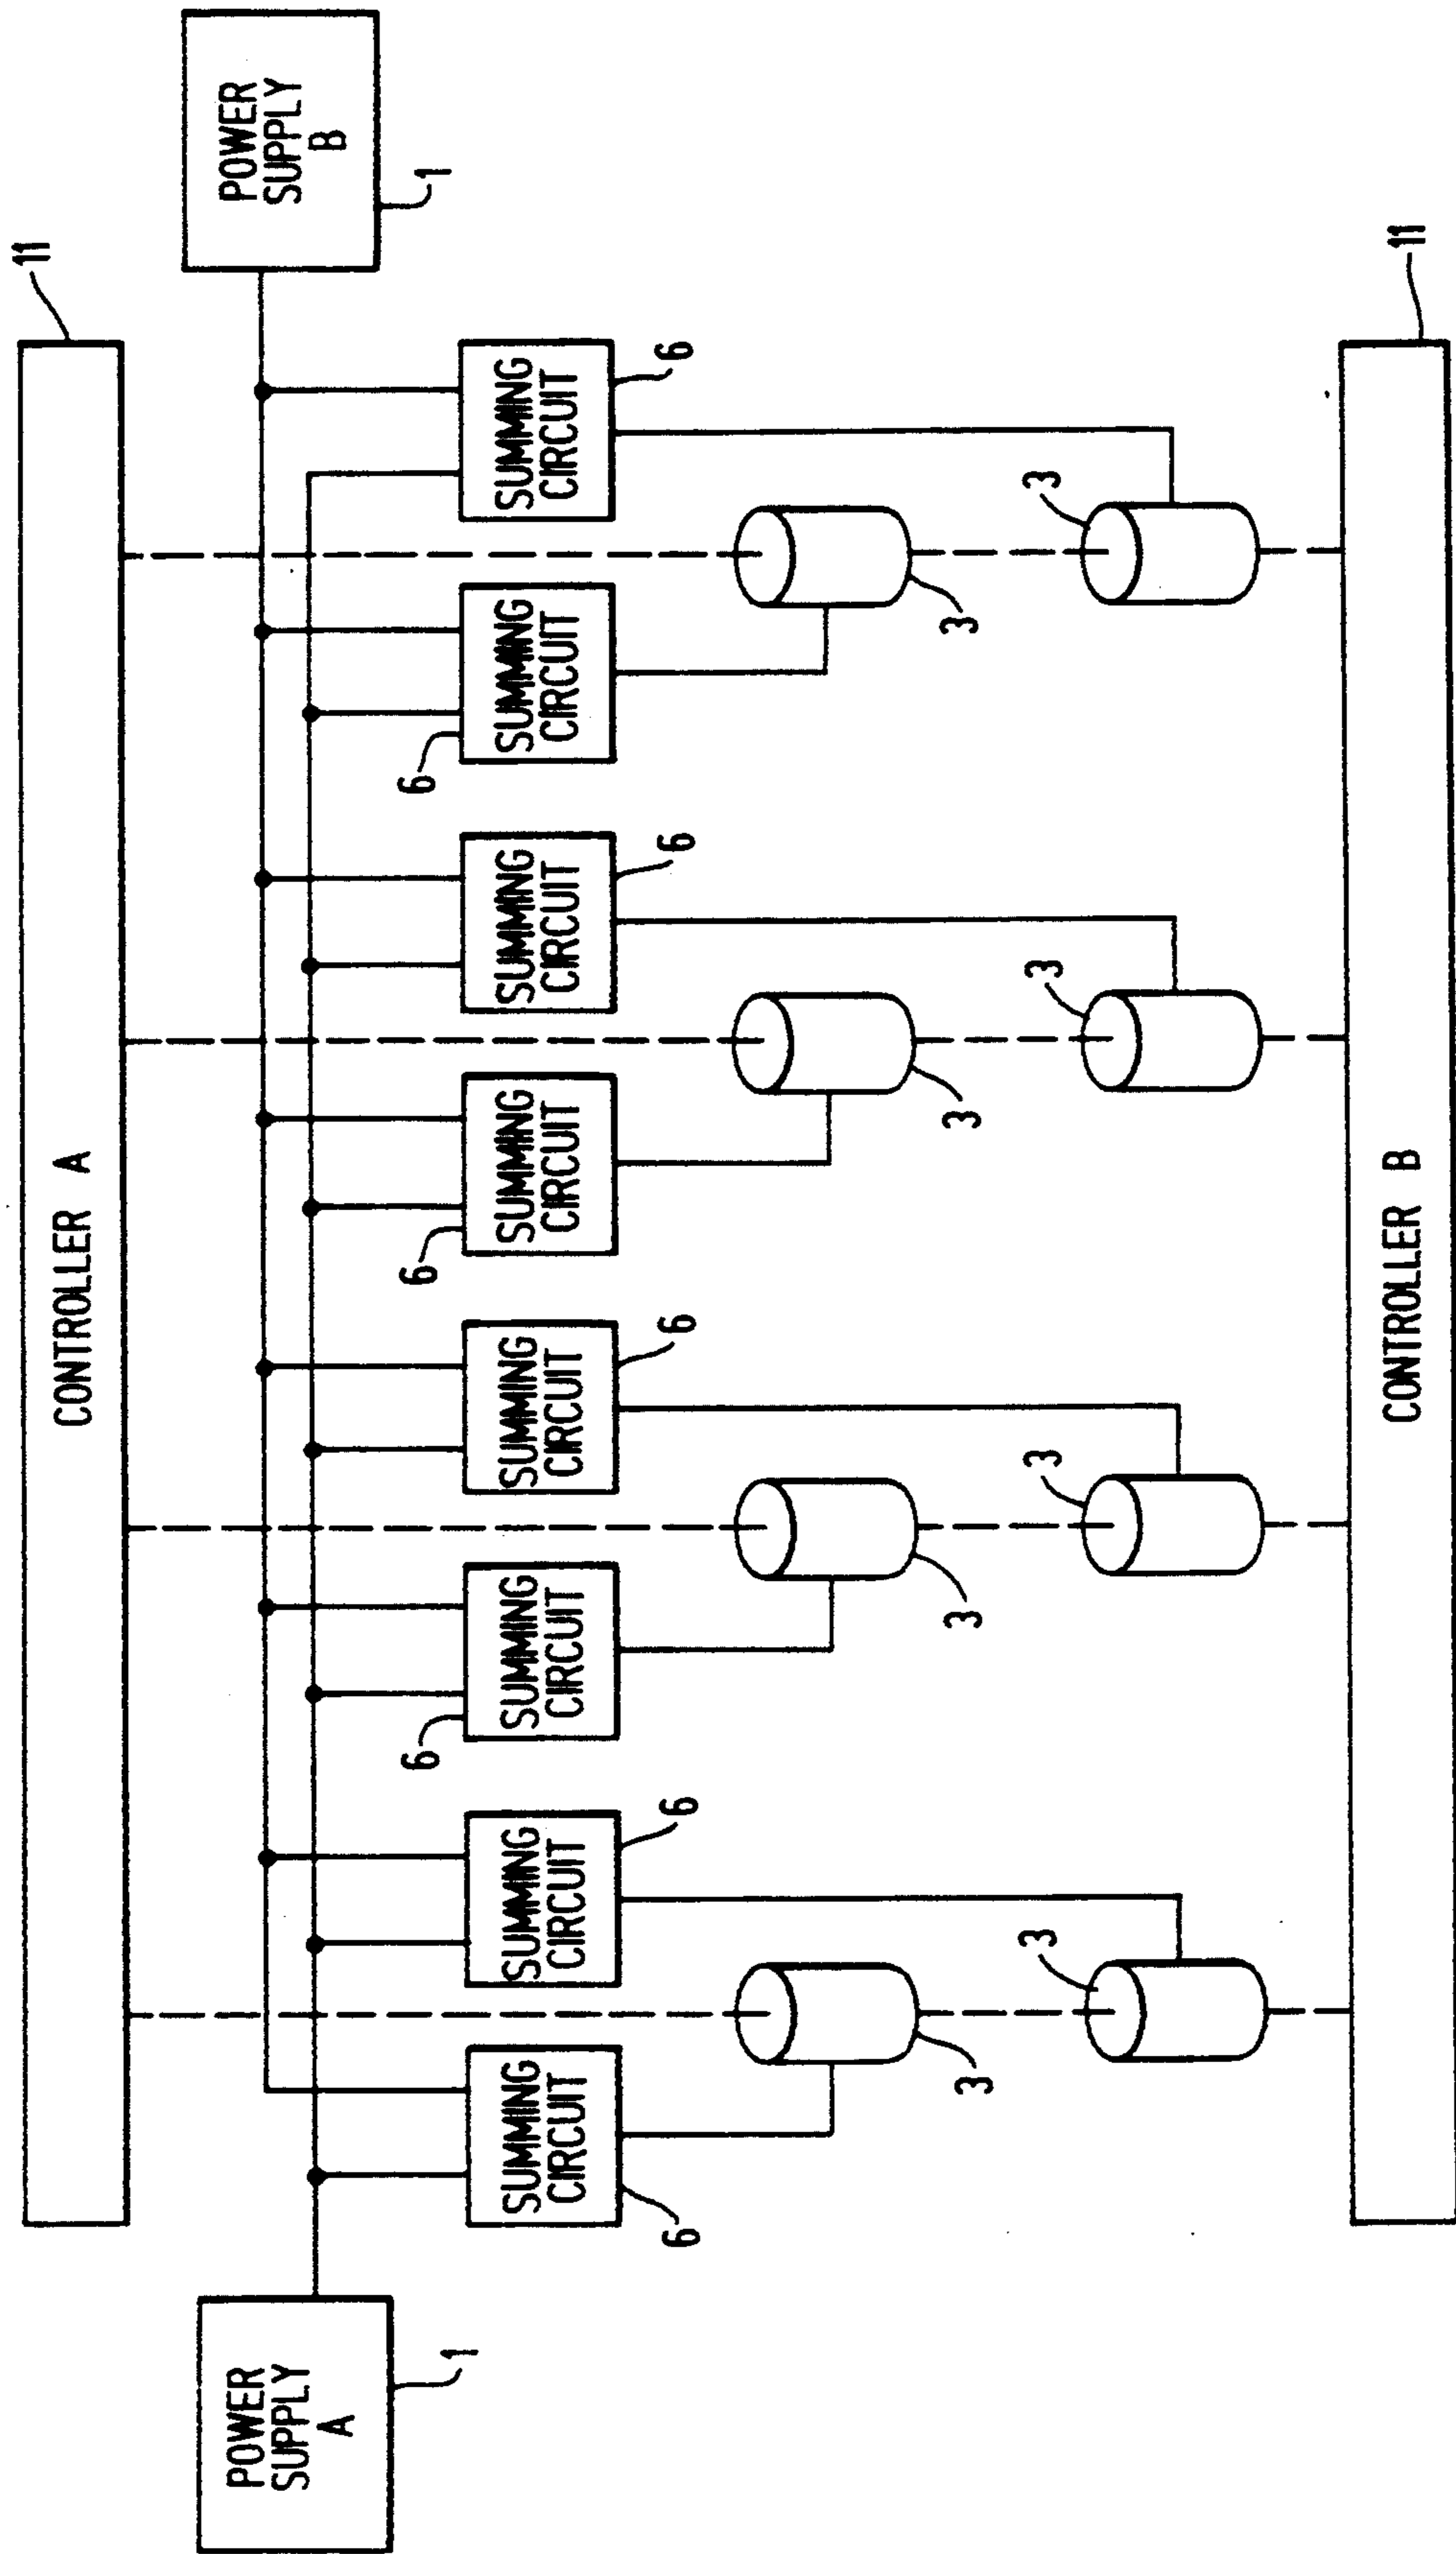 11
CONTROLLER A
POWER
SUPPLY
A
1
POWER
SUPPLY
B
1
6
6
6
SUMMING
CIRCUIT
SUMMING
CIRCUIT
SUMMING
CIRCUIT
SUMMING
CIRCUIT
SUMMING
CIRCUIT
SUMMING
CIRCUIT
SUMMING
CIRCUIT
SUMMING
CIRCUIT
6
6
6
6
6
3
3
3
3
3
3
3
3
11
CONTROLLER B